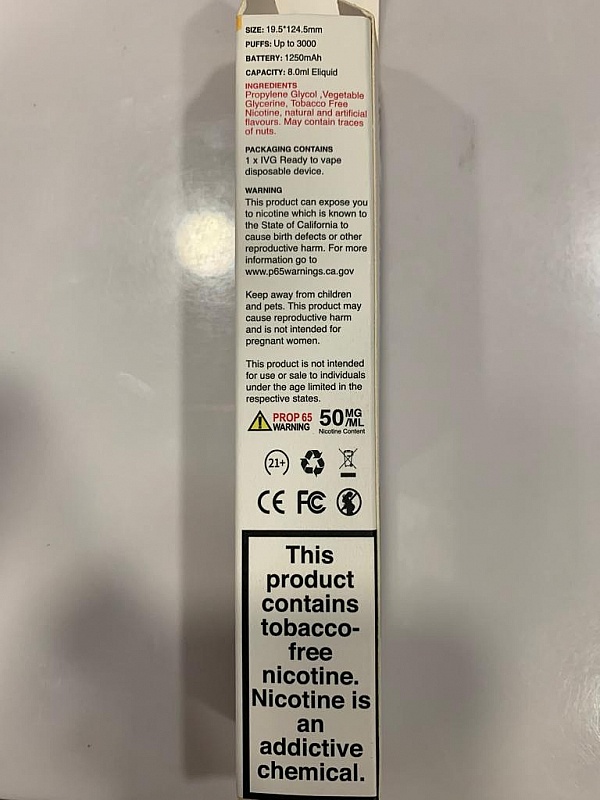 SIZE: 19.5*124.5mm
PUFFS: Up to 3000
BATTERY: 1250mAh
CAPACITY: 8.0ml Eliquid
INGREDIENTS
Propylene Glycol ,Vegetable
Glycerine, Tobacco Free
Nicotine, natural and artificial
flavours. May contain traces
of nuts.
PACKAGING CONTAINS
1 x IVG Ready to vape
disposable device.
WARNING
This product can expose you
to nicotine which is known to
the State of California to
cause birth defects or other
reproductive harm. For more
information go to
www.p65warnings.ca.gov
Keep away from children
and pets. This product may
cause reproductive harm
and is not intended for
pregnant women.
This product is not intended
for use or sale to individuals
under the age limited in the
respective states.
PROP 65
WARNING
50 MG
/ML
Nicotine Content
21+
CE FC
This
product
contains
tobacco-
free
nicotine.
Nicotine is
an
addictive
chemical.